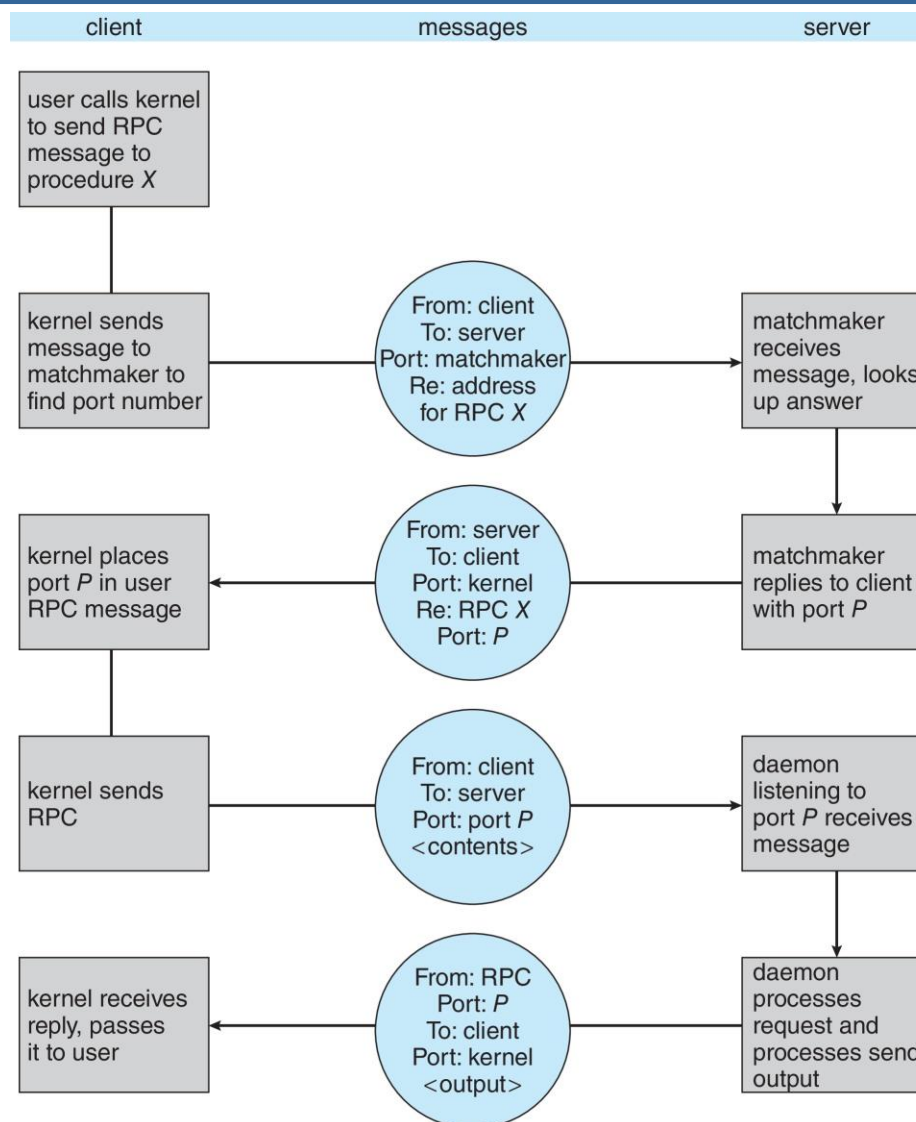 client
messages
server
user calls kernel
to send RPC
message to
procedure X
kernel sends
message to
matchmaker to
find port number
From: client
To: server
Port: matchmaker
Re: address
for RPC X
matchmaker
receives
message, looks
up answer
kernel places
port P in user
RPC message
From: server
To: client
Port: kernel
Re: RPC X
Port: P
matchmaker
replies to client
with port P
kernel sends
RPC
From: client
To: server
Port: port P
<contents>
daemon
listening to
port P receives
message
kernel receives
reply, passes
it to user
From: RPC
Port: P
To: client
Port: kernel
<output>
daemon
processes
request and
processes send
output